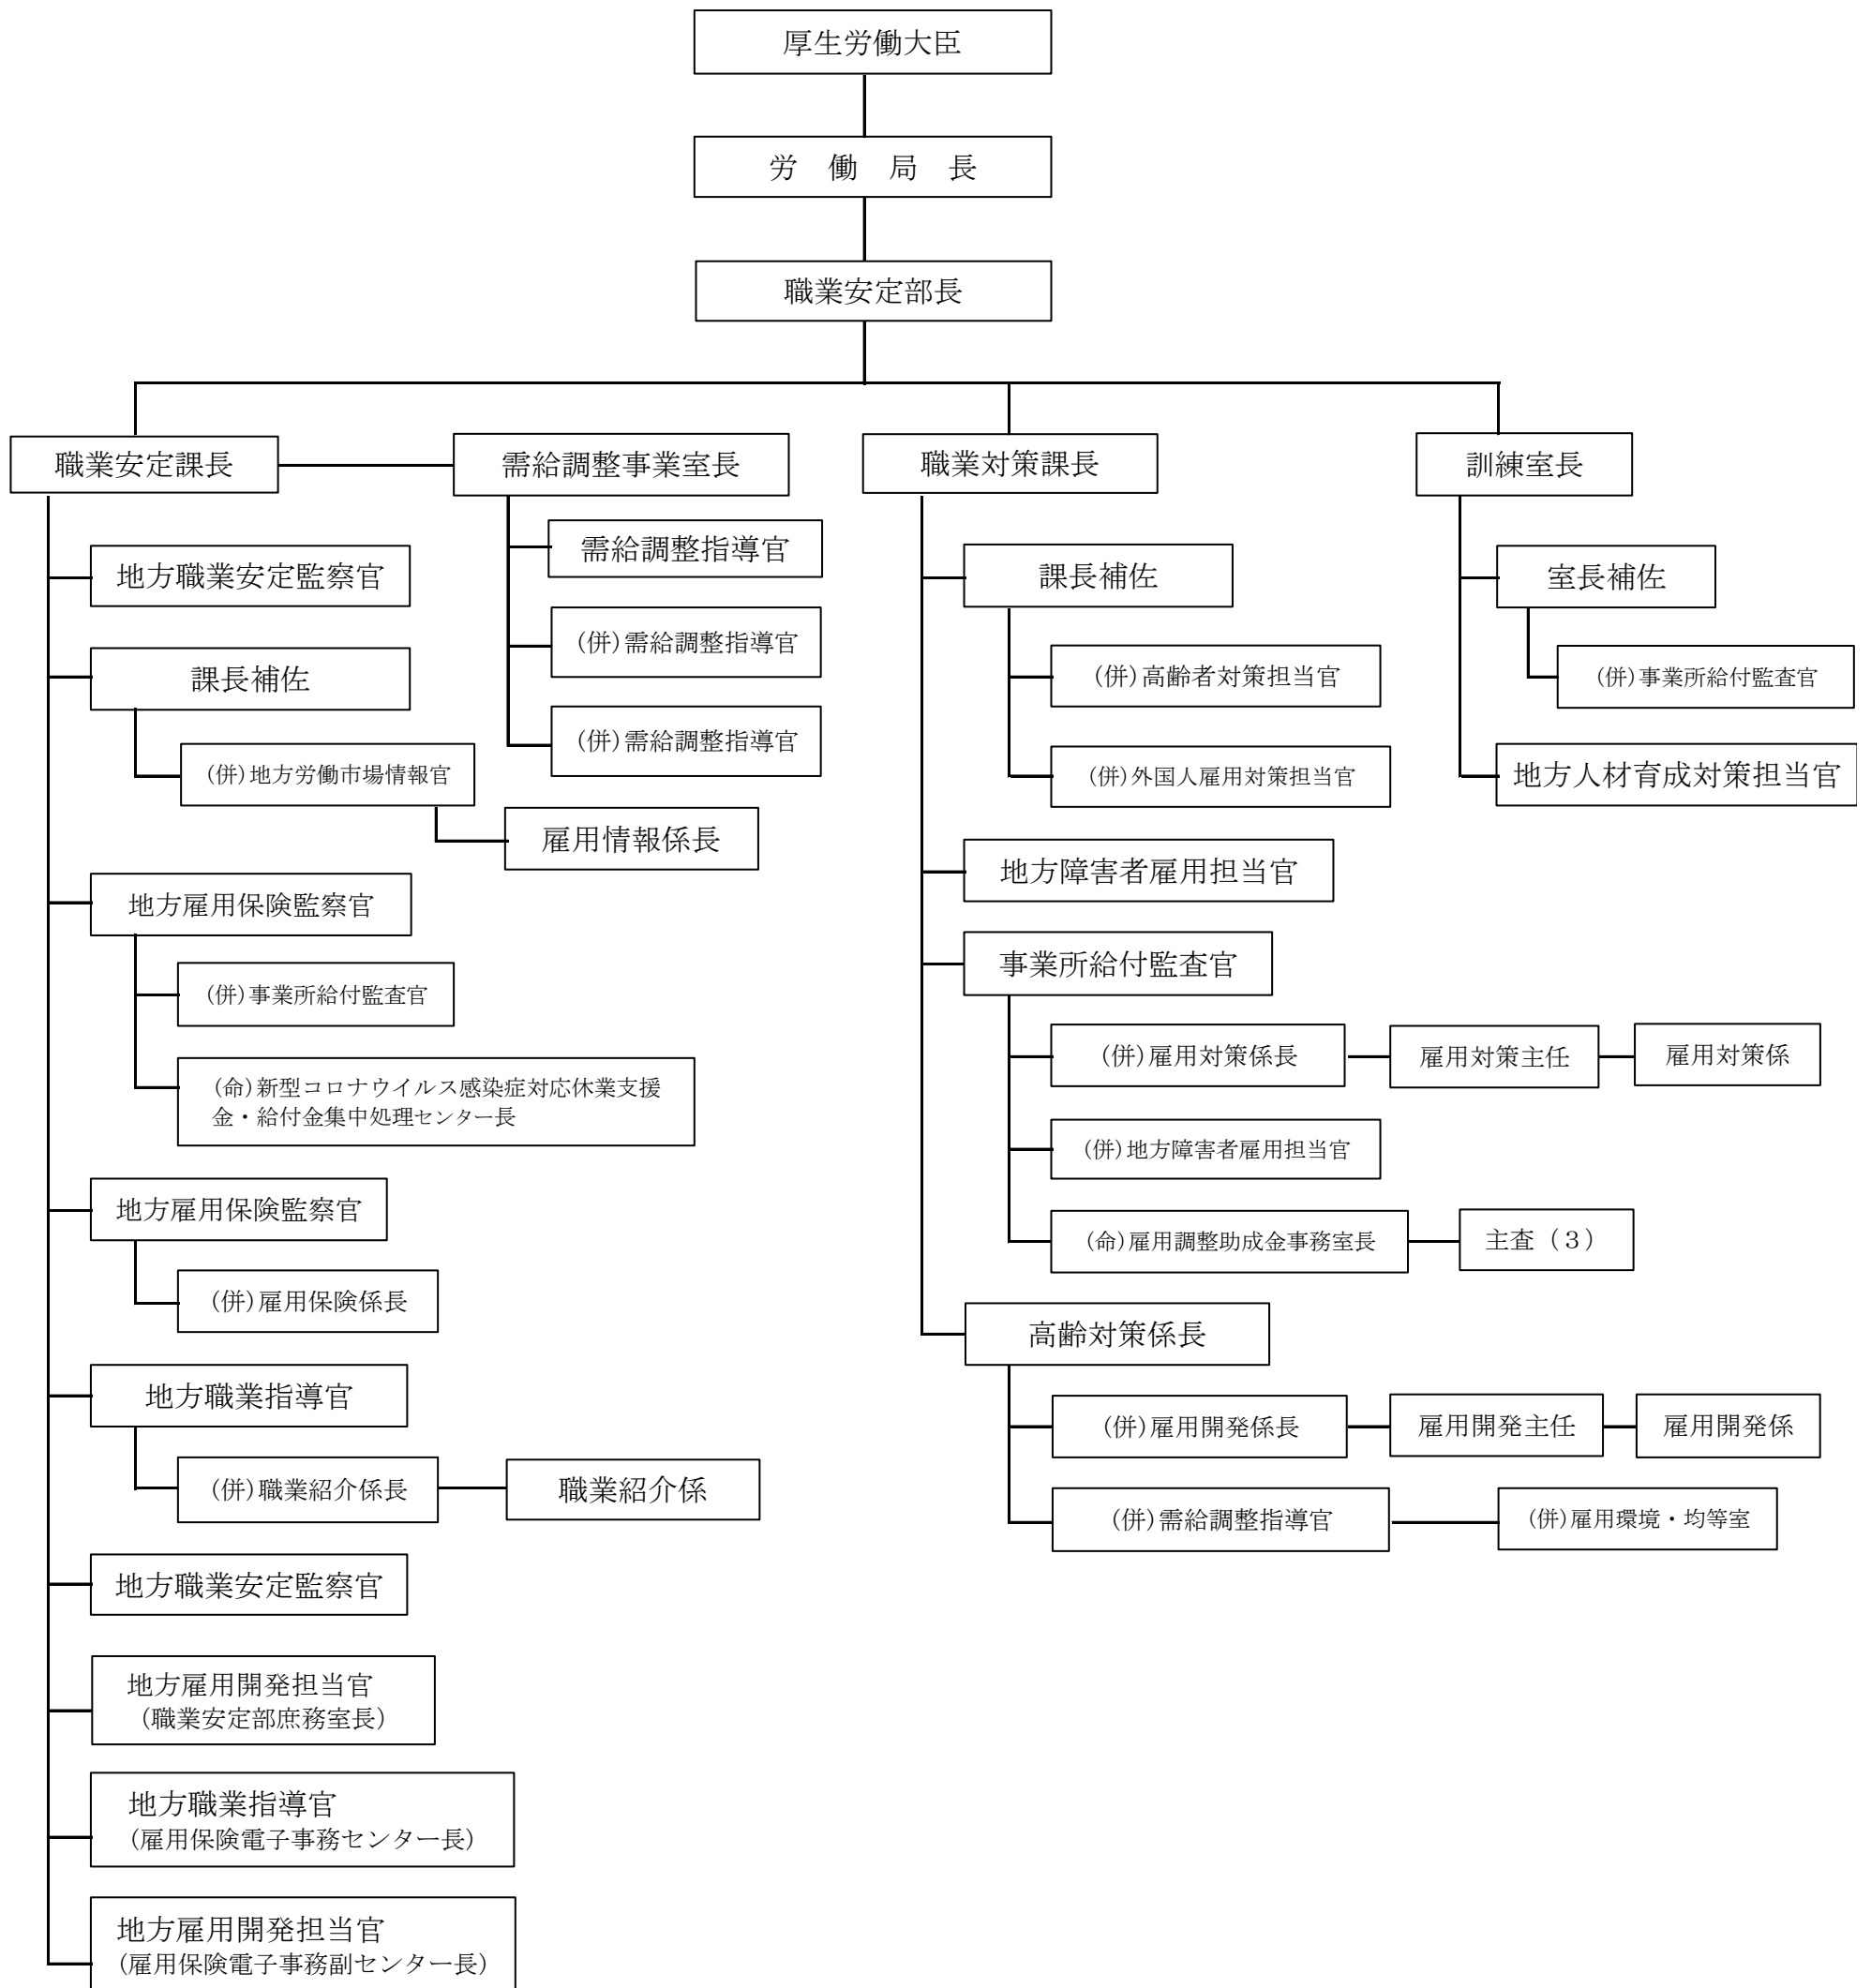 厚生労働大臣
労　働　局　長
職業安定部長
職業安定課長
需給調整事業室長
職業対策課長
訓練室長
地方職業安定監察官
課長補佐
(併)地方労働市場情報官
雇用情報係長
地方雇用保険監察官
(併)事業所給付監査官
(命)新型コロナウイルス感染症対応休業支援
金・給付金集中処理センター長
地方雇用保険監察官
(併)雇用保険係長
地方職業指導官
(併)職業紹介係長
職業紹介係
地方職業安定監察官
地方雇用開発担当官
(職業安定部庶務室長)
地方職業指導官
(雇用保険電子事務センター長)
地方雇用開発担当官
(雇用保険電子事務副センター長)
需給調整指導官
(併)需給調整指導官
(併)需給調整指導官
課長補佐
(併)高齢者対策担当官
(併)外国人雇用対策担当官
地方障害者雇用担当官
事業所給付監査官
(併)雇用対策係長
雇用対策主任
雇用対策係
(併)地方障害者雇用担当官
(命)雇用調整助成金事務室長
主査（３）
高齢対策係長
(併)雇用開発係長
雇用開発主任
雇用開発係
(併)需給調整指導官
(併)雇用環境・均等室
室長補佐
(併)事業所給付監査官
地方人材育成対策担当官